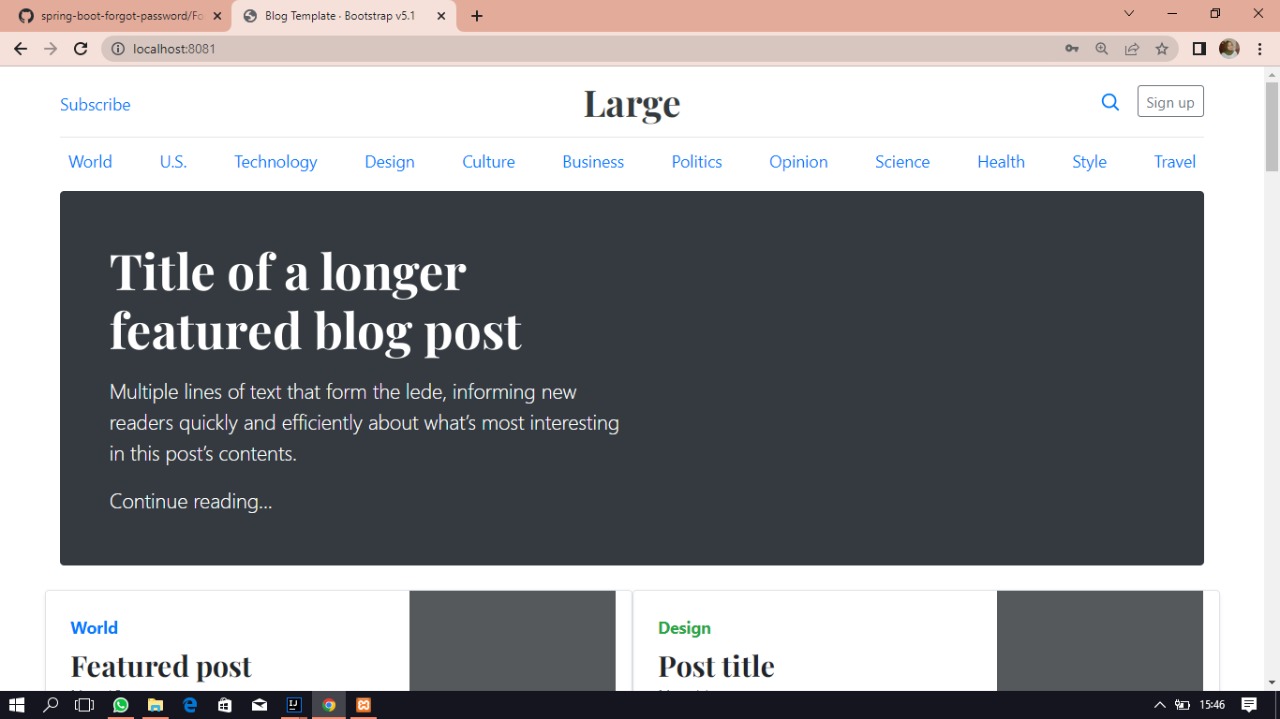 spring-boot-forgot-password/Fo
Blog Template · Bootstrap v5.1
localhost:8081
Subscribe
Large
Sign up
World U.S. Technology Design Culture Business Politics Opinion Science Health Style Travel
Title of a longer
featured blog post
Multiple lines of text that form the lede, informing new
readers quickly and efficiently about what’s most interesting
in this post’s contents.
Continue reading...
World
Featured post
Design
Post title
15:46